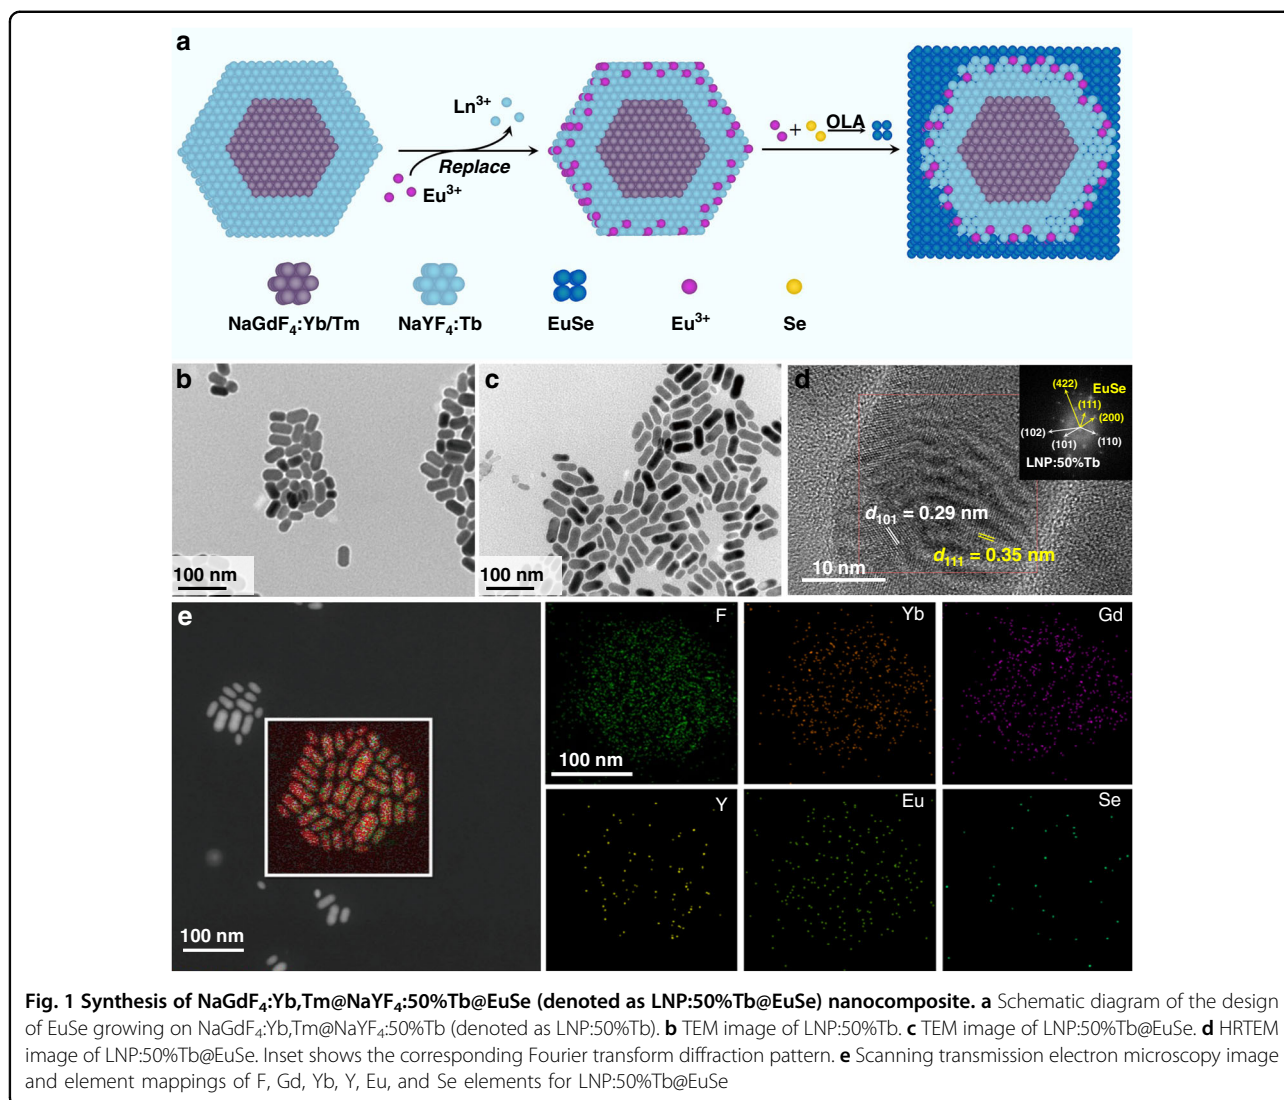 a
Ln³⁺
Replace
Eu³⁺
+
OLA
NaGdF₄:Yb/Tm
NaYF₄:Tb
EuSe
Eu³⁺
Se
b
100 nm
c
100 nm
d
(422)
EuSe
(111)
(200)
(102)
(101)
(110)
LNP:50%Tb
d₁₀₁ = 0.29 nm
d₁₁₁ = 0.35 nm
10 nm
e
100 nm
F
100 nm
Yb
Gd
Y
Eu
Se
Fig. 1 Synthesis of NaGdF₄:Yb,Tm@NaYF₄:50%Tb@EuSe (denoted as LNP:50%Tb@EuSe) nanocomposite. a Schematic diagram of the design
of EuSe growing on NaGdF₄:Yb,Tm@NaYF₄:50%Tb (denoted as LNP:50%Tb). b TEM image of LNP:50%Tb. c TEM image of LNP:50%Tb@EuSe. d HRTEM
image of LNP:50%Tb@EuSe. Inset shows the corresponding Fourier transform diffraction pattern. e Scanning transmission electron microscopy image
and element mappings of F, Gd, Yb, Y, Eu, and Se elements for LNP:50%Tb@EuSe